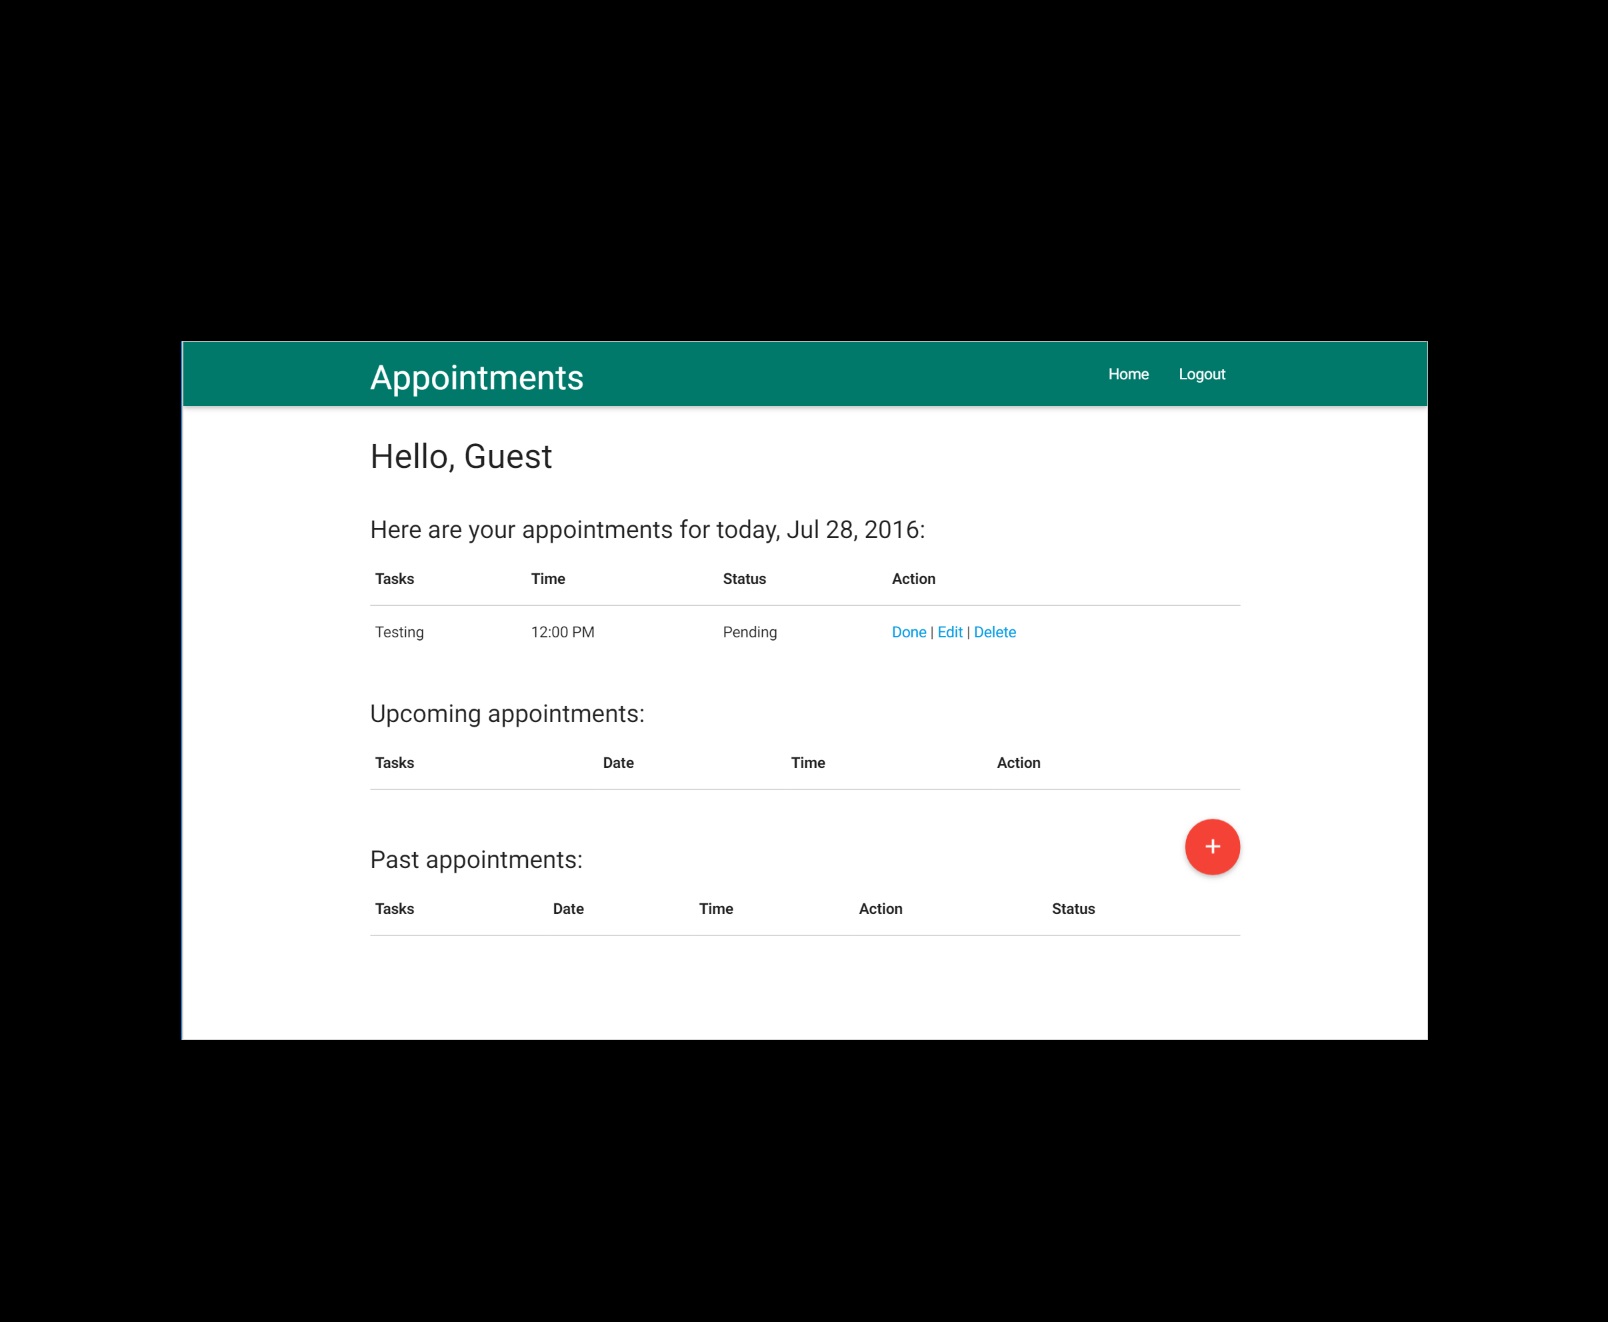 Appointments Home Logout
Hello, Guest
Here are your appointments for today, Jul 28, 2016:
Tasks Time Status Action
Testing 12:00 PM Pending Done | Edit | Delete
Upcoming appointments:
Tasks Date Time Action
+
Past appointments:
Tasks Date Time Action Status